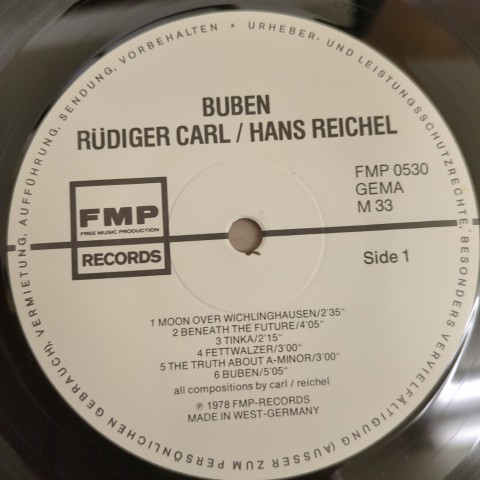 BUBEN
RÜDIGER CARL / HANS REICHEL
FMP 0530
GEMA
M 33
FMP
FREE MUSIC PRODUCTION
RECORDS
Side 1
1 MOON OVER WICHLINGHAUSEN/2'35"
2 BENEATH THE FUTURE/4'05"
3 TINKA/2'15"
4 FETTWALZER/3'00"
5 THE TRUTH ABOUT A-MINOR/3'00"
6 BUBEN/5'05"
all compositions by carl / reichel
℗ 1978 FMP-RECORDS
MADE IN WEST-GERMANY
URHEBER- UND LEISTUNGSSCHUTZRECHTE, BESONDERS VERVIELFÄLTIGUNG (AUSSER ZUM PERSÖNLICHEN GEBRAUCH), VERMIETUNG, AUFFÜHRUNG, SENDUNG, VORBEHALTEN •